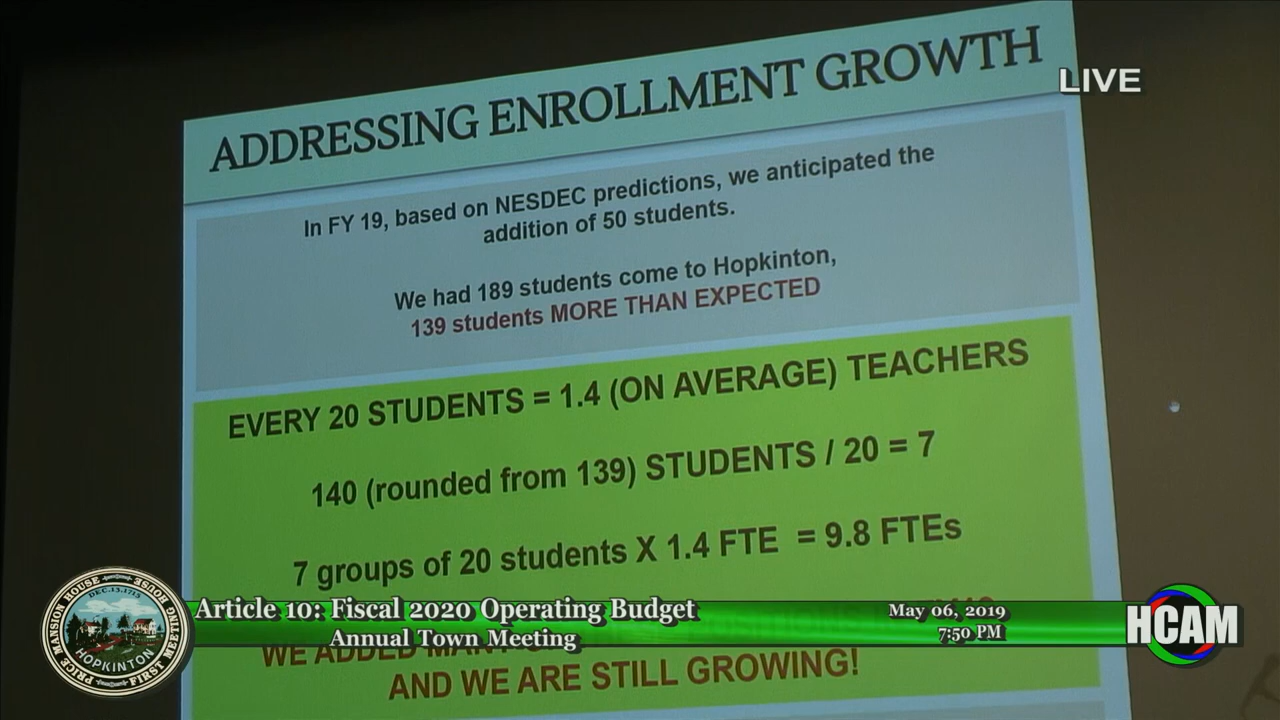 ADDRESSING ENROLLMENT GROWTH
LIVE
In FY 19, based on NESDEC predictions, we anticipated the
addition of 50 students.
We had 189 students come to Hopkinton,
139 students MORE THAN EXPECTED
EVERY 20 STUDENTS = 1.4 (ON AVERAGE) TEACHERS
140 (rounded from 139) STUDENTS / 20 = 7
7 groups of 20 students X 1.4 FTE = 9.8 FTEs
WE ADDED MANY
AND WE ARE STILL GROWING!
Article 10: Fiscal 2020 Operating Budget
Annual Town Meeting
May 06, 2019
7:50 PM
HCAM
PRICE MANSION HOUSE
FIRST MEETING HOUSE
DEC.13.1715
HOPKINTON